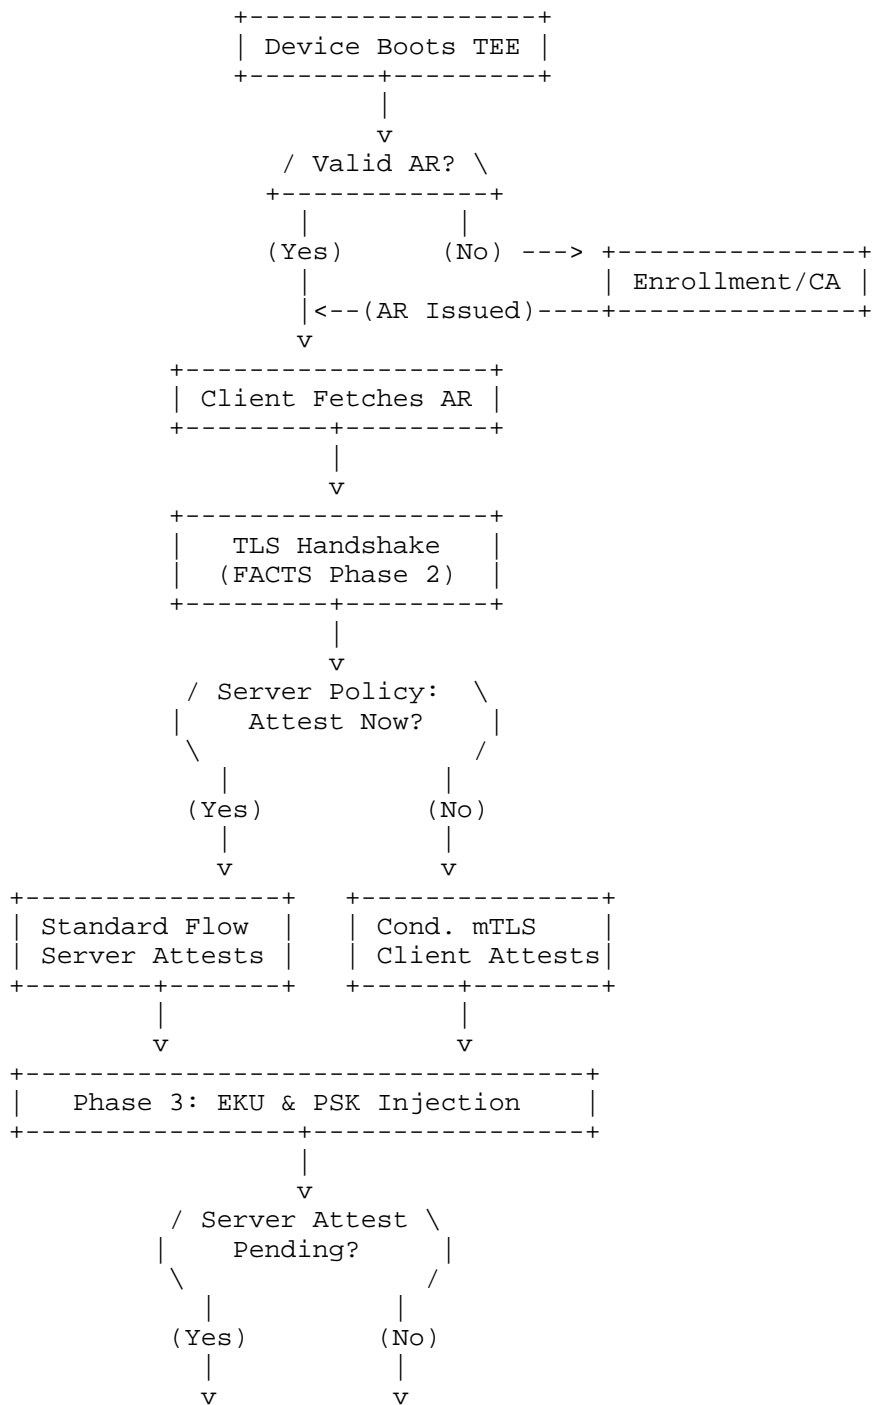 Device Boots TEE
v
/ Valid AR? \
(Yes) (No) ---> 
Enrollment/CA
<--(AR Issued)----
v
Client Fetches AR
v
TLS Handshake
(FACTS Phase 2)
v
/ Server Policy: \
Attest Now?
\ /
(Yes) (No)
v v
Standard Flow Cond. mTLS
Server Attests Client Attests
v v
Phase 3: EKU & PSK Injection
v
/ Server Attest \
Pending?
\ /
(Yes) (No)
v v